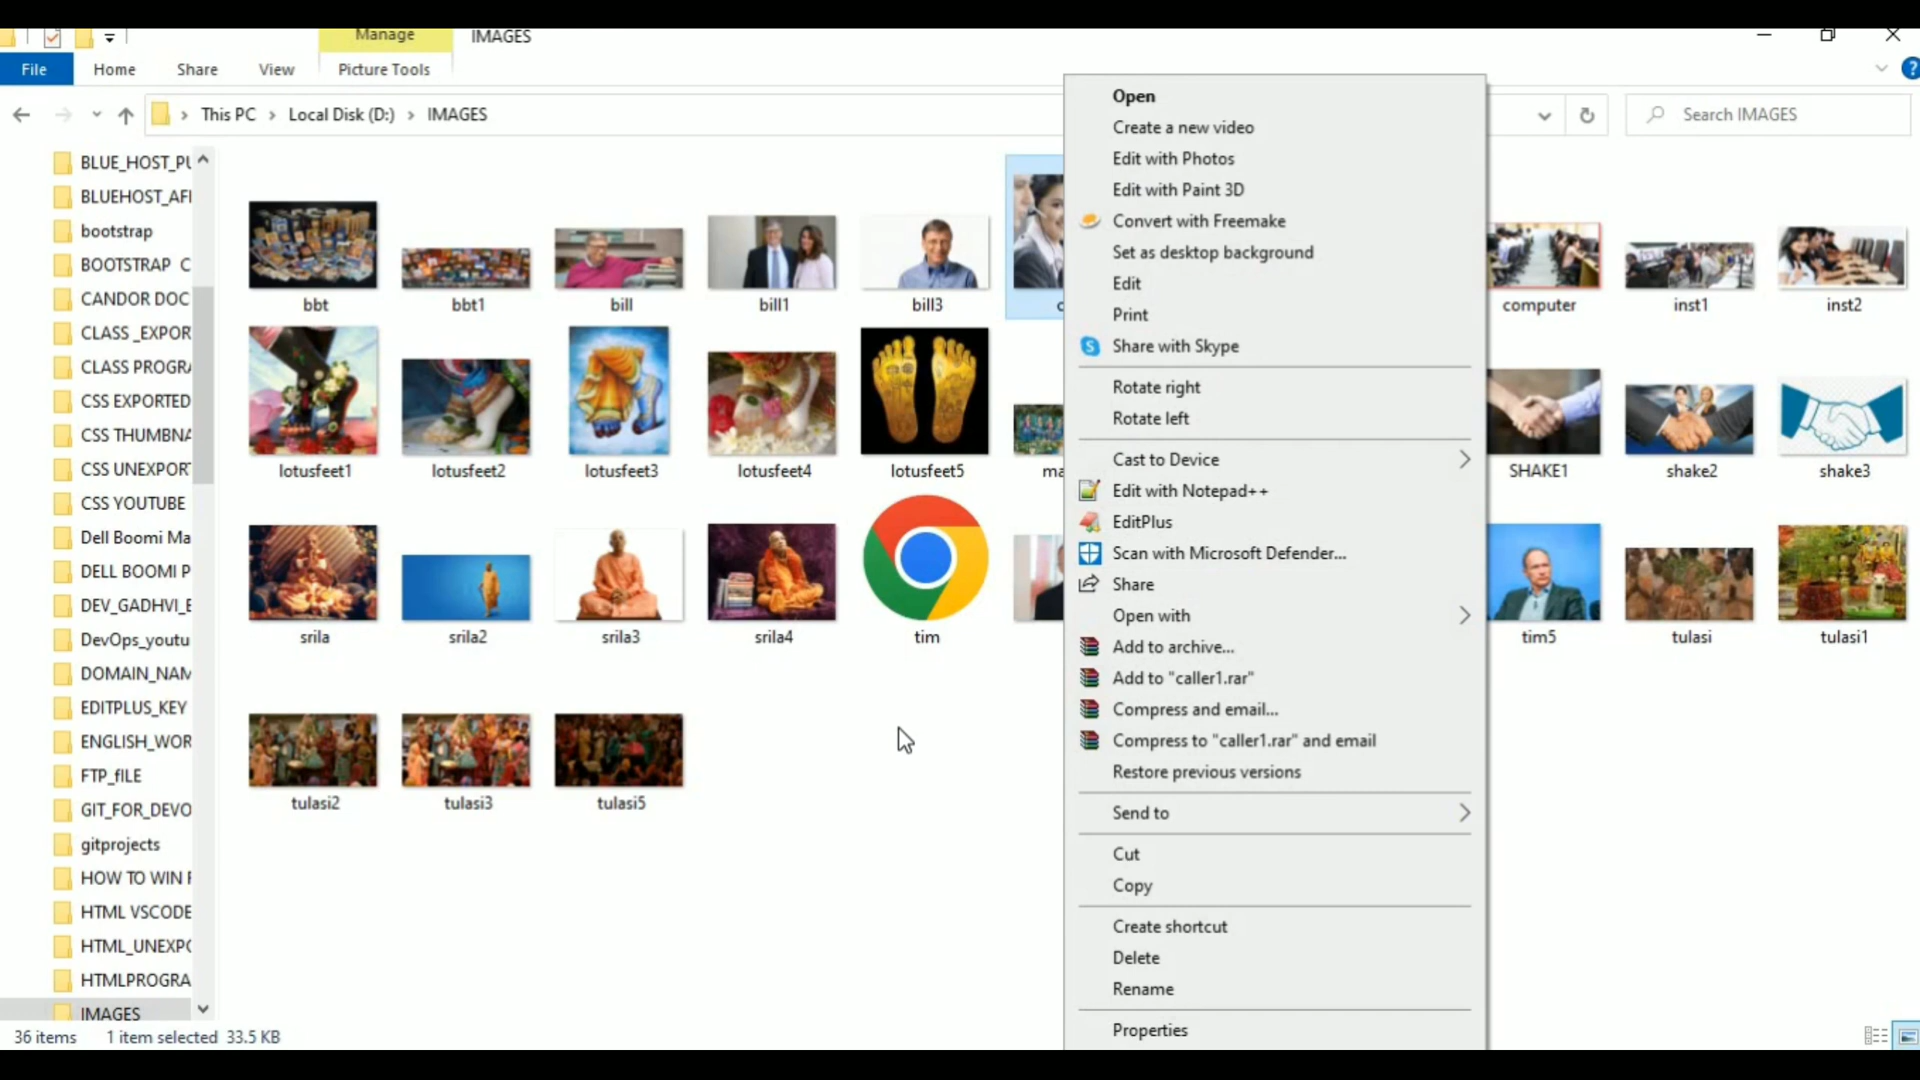 Manage
IMAGES
File
Home
Share
View
Picture Tools
This PC
Local Disk (D:)
IMAGES
Search IMAGES
BLUE_HOST_PU
BLUEHOST_AFI
bootstrap
BOOTSTRAP C
CANDOR DOC
CLASS_EXPOR
CLASS PROGRA
CSS EXPORTED
CSS THUMBNA
CSS UNEXPORT
CSS YOUTUBE
Dell Boomi Ma
DELL BOOMI P
DEV_GADHVI_E
DevOps_youtu
DOMAIN_NAM
EDITPLUS_KEY
ENGLISH_WOR
FTP_fILE
GIT_FOR_DEVO
gitprojects
HOW TO WIN F
HTML VSCODE
HTML_UNEXPO
HTMLPROGRA
IMAGES
bbt
bbt1
bill
bill1
bill3
c
computer
inst1
inst2
lotusfeet1
lotusfeet2
lotusfeet3
lotusfeet4
lotusfeet5
ma
SHAKE1
shake2
shake3
srila
srila2
srila3
srila4
tim
tim5
tulasi
tulasi1
tulasi2
tulasi3
tulasi5
Open
Create a new video
Edit with Photos
Edit with Paint 3D
Convert with Freemake
Set as desktop background
Edit
Print
Share with Skype
Rotate right
Rotate left
Cast to Device
Edit with Notepad++
EditPlus
Scan with Microsoft Defender...
Share
Open with
Add to archive...
Add to "caller1.rar"
Compress and email...
Compress to "caller1.rar" and email
Restore previous versions
Send to
Cut
Copy
Create shortcut
Delete
Rename
Properties
36 items
1 item selected 33.5 KB